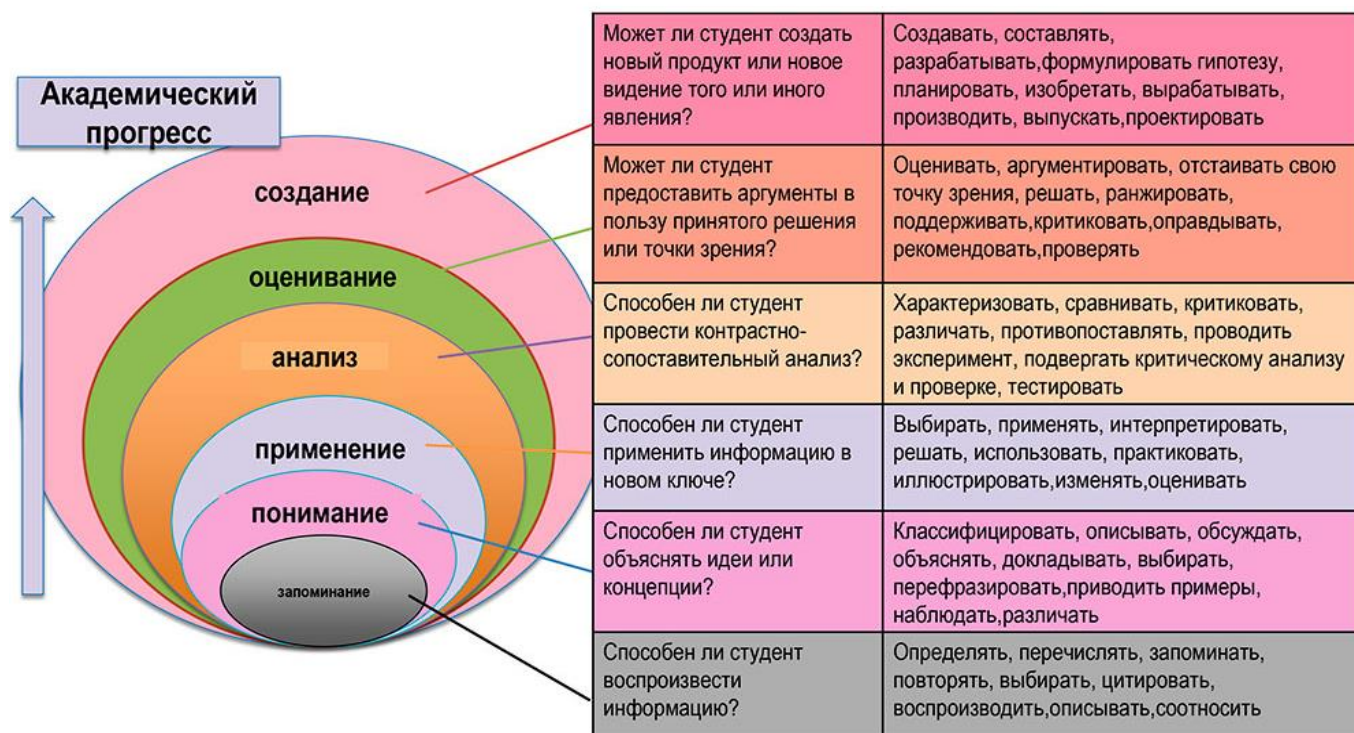 Академический
прогресс
создание
оценивание
анализ
применение
понимание
запоминание
Может ли студент создать
новый продукт или новое
видение того или иного
явления?
Создавать, составлять,
разрабатывать,формулировать гипотезу,
планировать, изобретать, вырабатывать,
производить, выпускать,проектировать
Может ли студент
предоставить аргументы в
пользу принятого решения
или точки зрения?
Оценивать, аргументировать, отстаивать свою
точку зрения, решать, ранжировать,
поддерживать,критиковать,оправдывать,
рекомендовать,проверять
Способен ли студент
провести контрастно-
сопоставительный анализ?
Характеризовать, сравнивать, критиковать,
различать, противопоставлять, проводить
эксперимент, подвергать критическому анализу
и проверке, тестировать
Способен ли студент
применить информацию в
новом ключе?
Выбирать, применять, интерпретировать,
решать, использовать, практиковать,
иллюстрировать,изменять,оценивать
Способен ли студент
объяснять идеи или
концепции?
Классифицировать, описывать, обсуждать,
объяснять, докладывать, выбирать,
перефразировать,приводить примеры,
наблюдать,различать
Способен ли студент
воспроизвести
информацию?
Определять, перечислять, запоминать,
повторять, выбирать, цитировать,
воспроизводить,описывать,соотносить